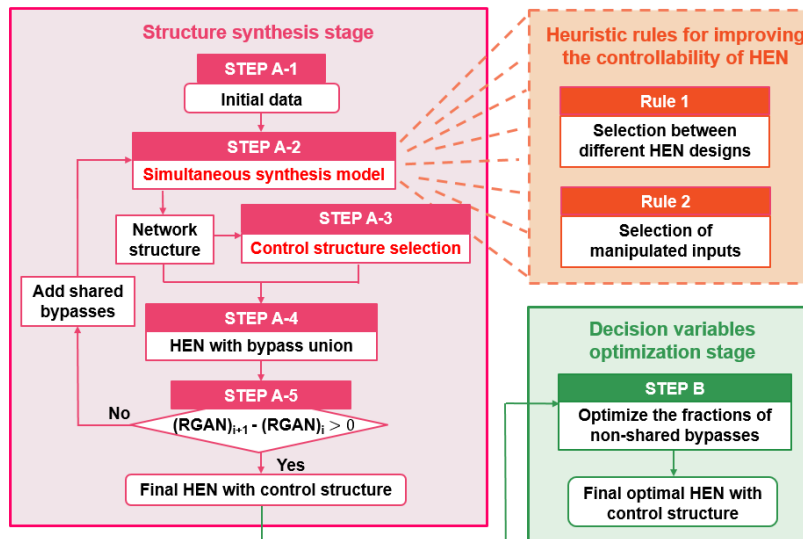 Structure synthesis stage
STEP A-1
Initial data
STEP A-2
Simultaneous synthesis model
Network
structure
STEP A-3
Control structure selection
Add shared
bypasses
STEP A-4
HEN with bypass union
STEP A-5
No
(RGAN)i+1 - (RGAN)i > 0
Yes
Final HEN with control structure
Heuristic rules for improving
the controllability of HEN
Rule 1
Selection between
different HEN designs
Rule 2
Selection of
manipulated inputs
Decision variables
optimization stage
STEP B
Optimize the fractions of
non-shared bypasses
Final optimal HEN with
control structure